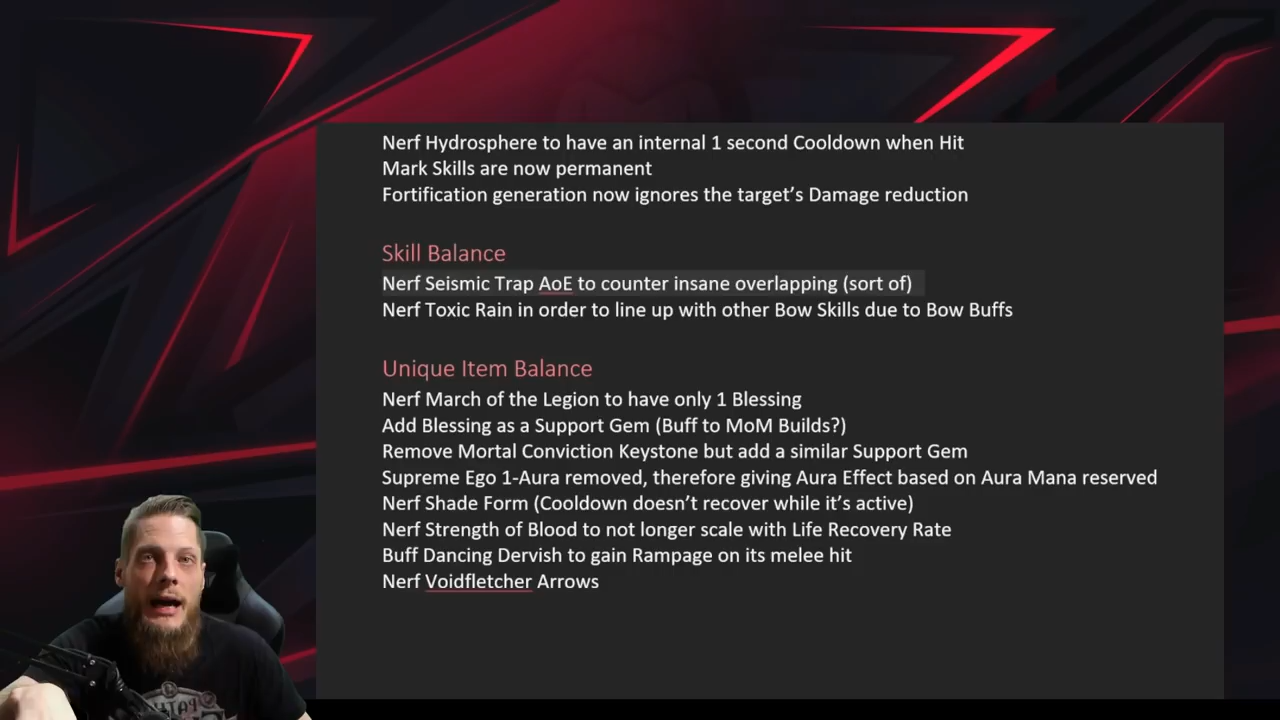 Nerf Hydrosphere to have an internal 1 second Cooldown when Hit
Mark Skills are now permanent
Fortification generation now ignores the target's Damage reduction
Skill Balance
Nerf Seismic Trap AoE to counter insane overlapping (sort of)
Nerf Toxic Rain in order to line up with other Bow Skills due to Bow Buffs
Unique Item Balance
Nerf March of the Legion to have only 1 Blessing
Add Blessing as a Support Gem (Buff to MoM Builds?)
Remove Mortal Conviction Keystone but add a similar Support Gem
Supreme Ego 1-Aura removed, therefore giving Aura Effect based on Aura Mana reserved
Nerf Shade Form (Cooldown doesn't recover while it's active)
Nerf Strength of Blood to not longer scale with Life Recovery Rate
Buff Dancing Dervish to gain Rampage on its melee hit
Nerf Voidfletcher Arrows